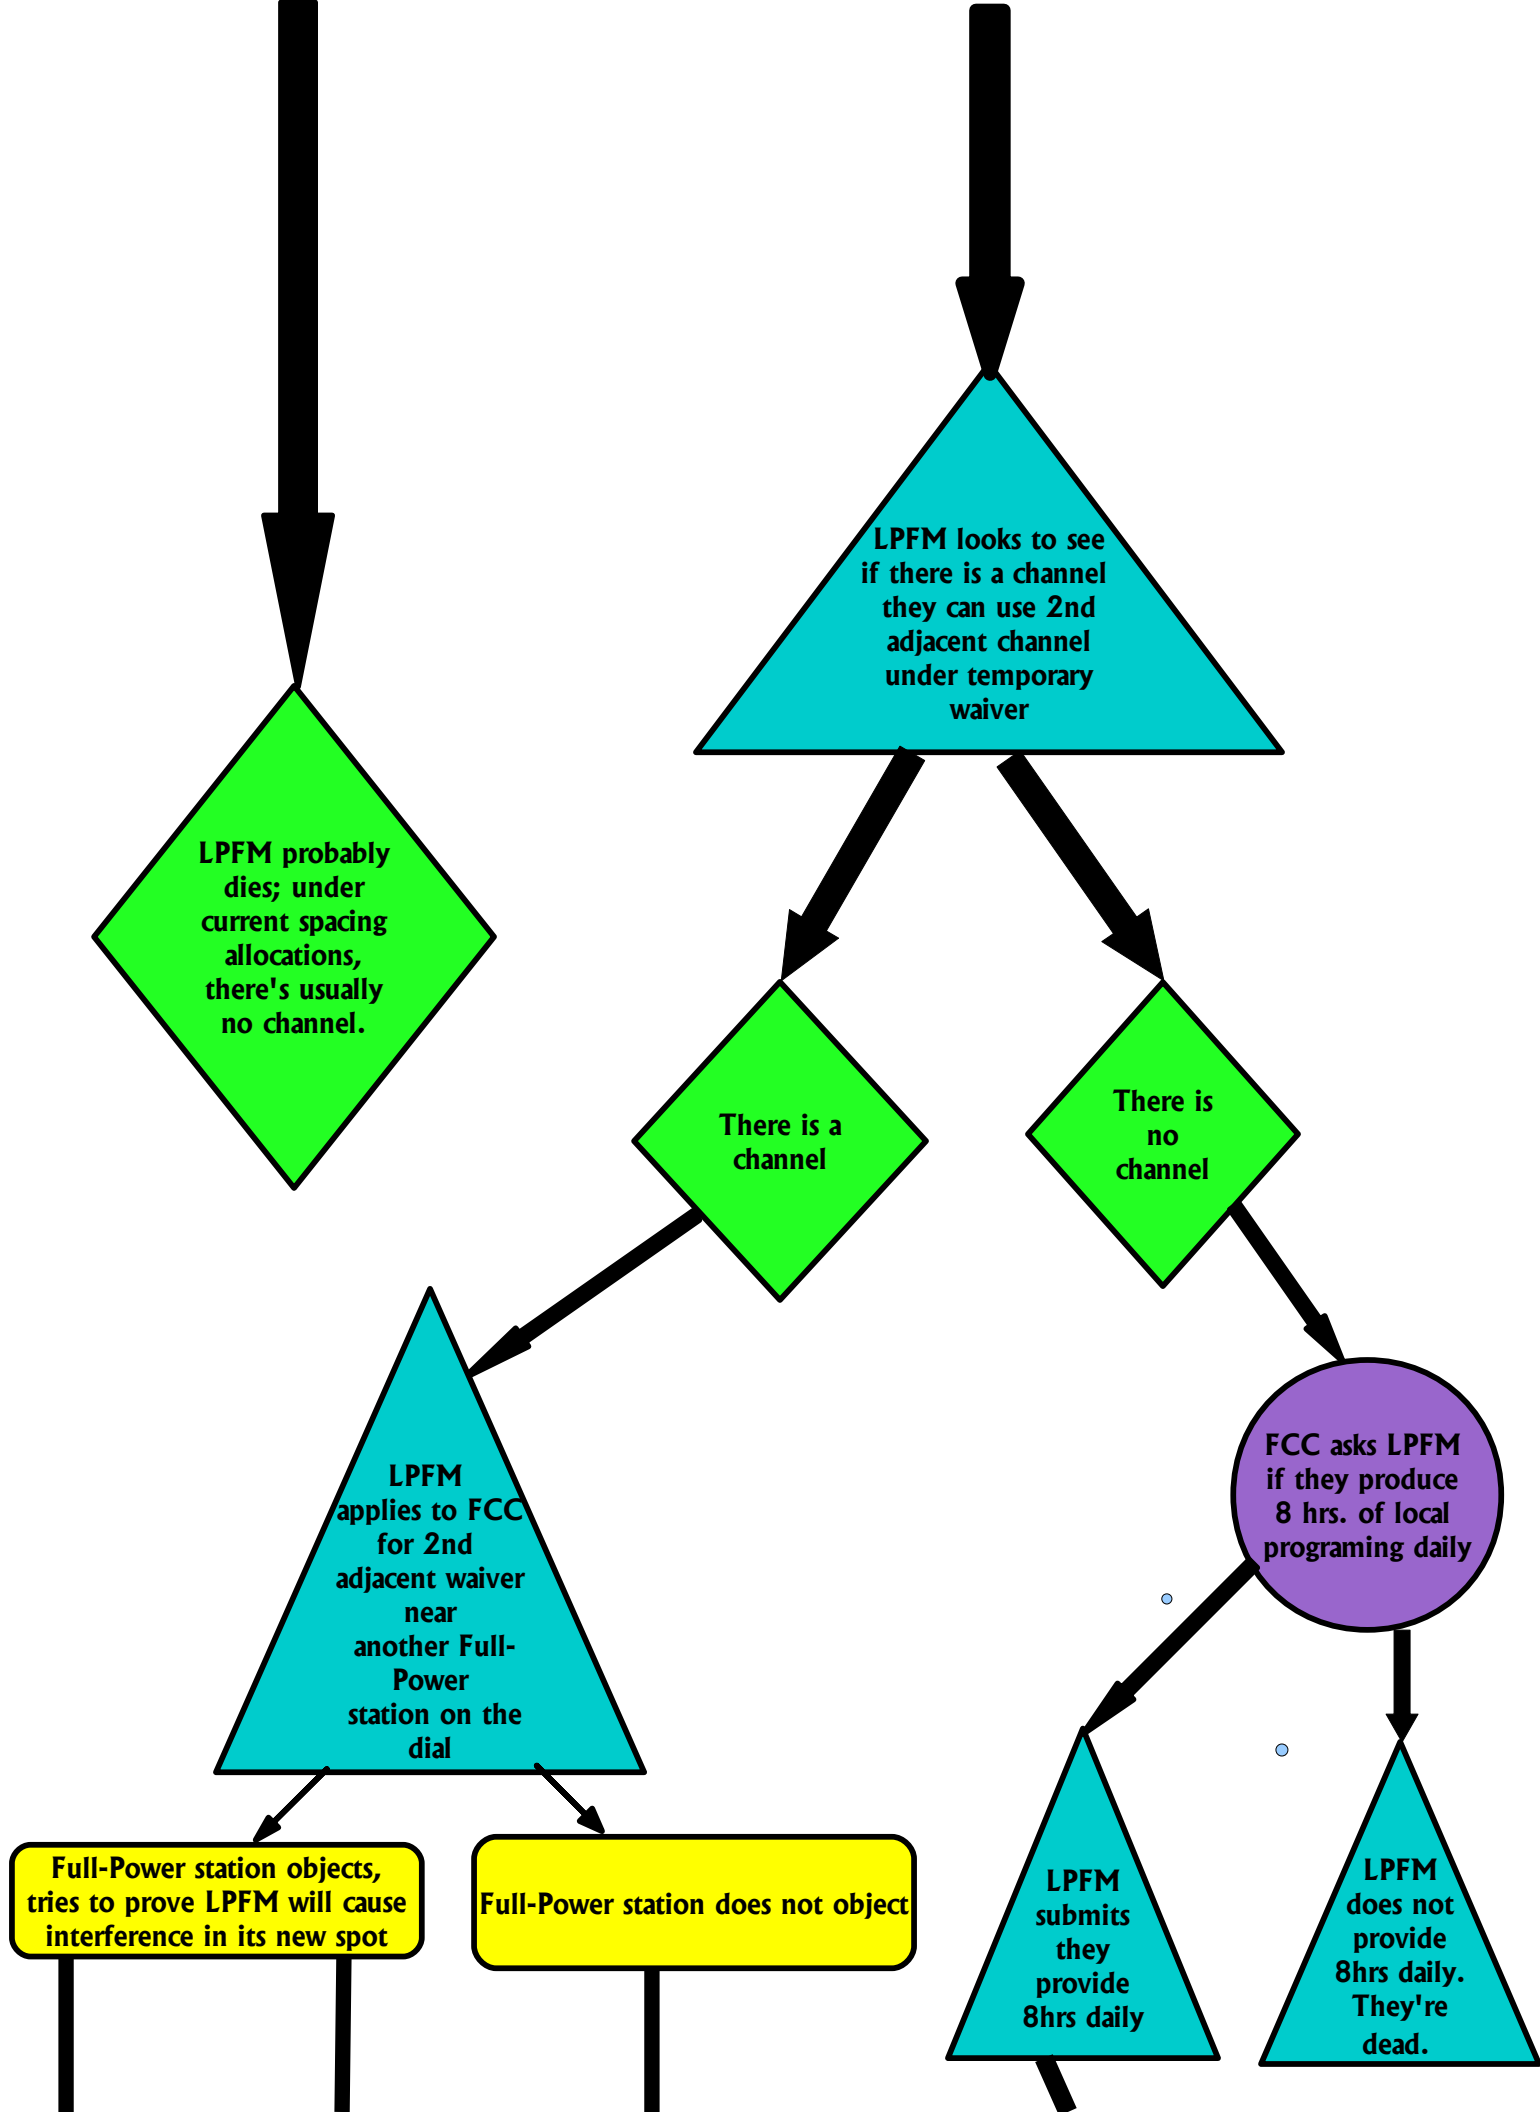 LPFM looks to see
if there is a channel
they can use 2nd
adjacent channel
under temporary
waiver
LPFM probably
dies; under
current spacing
allocations,
there's usually
no channel.
There is a
channel
There is
no
channel
LPFM
applies to FCC
for 2nd
adjacent waiver
near
another Full-
Power
station on the
dial
FCC asks LPFM
if they produce
8 hrs. of local
programing daily
Full-Power station objects,
tries to prove LPFM will cause
interference in its new spot
Full-Power station does not object
LPFM
submits
they
provide
8hrs daily
LPFM
does not
provide
8hrs daily.
They're
dead.